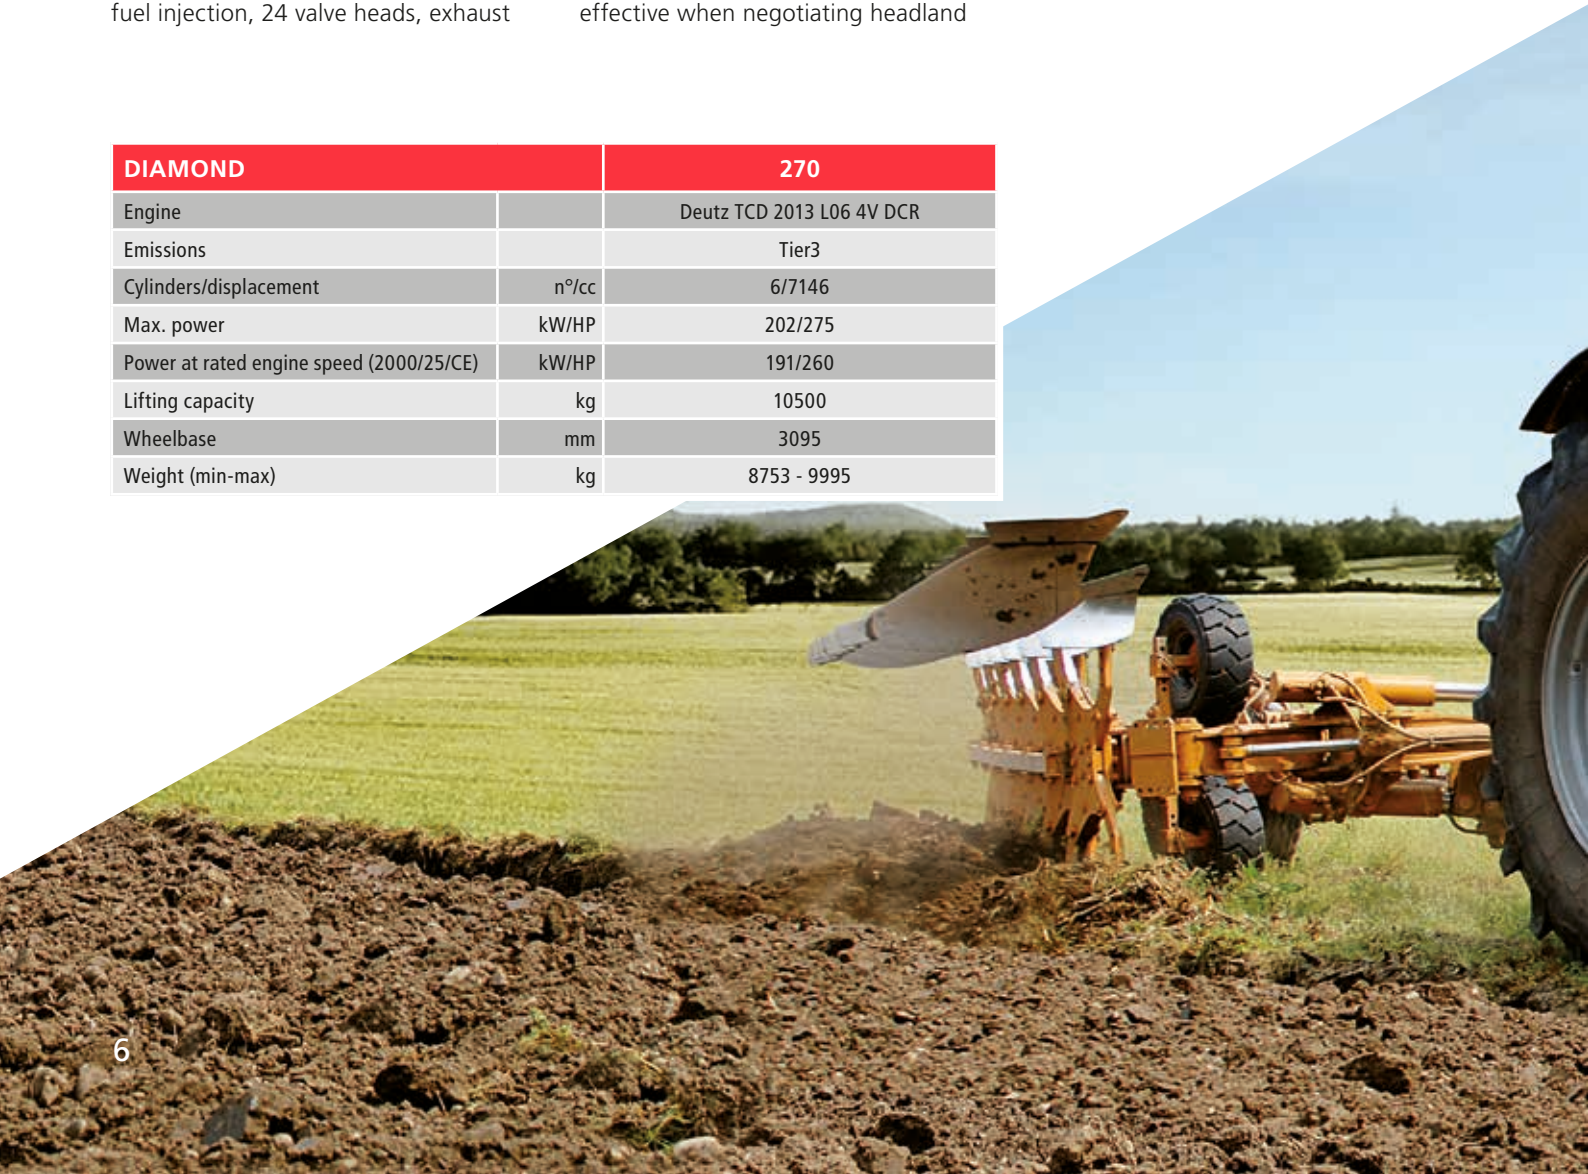 fuel injection, 24 valve heads, exhaust
effective when negotiating headland
DIAMOND 270
Engine Deutz TCD 2013 L06 4V DCR
Emissions Tier3
Cylinders/displacement n°/cc 6/7146
Max. power kW/HP 202/275
Power at rated engine speed (2000/25/CE) kW/HP 191/260
Lifting capacity kg 10500
Wheelbase mm 3095
Weight (min-max) kg 8753 - 9995
6